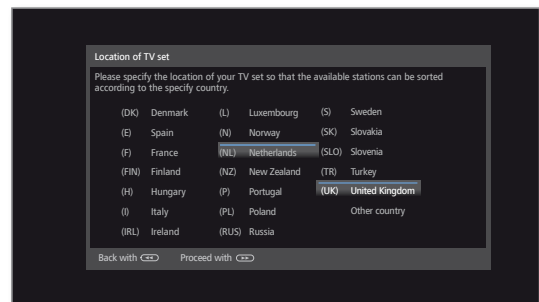 Location of TV set
Please specify the location of your TV set so that the available stations can be sorted
according to the specify country.
(DK) Denmark (L) Luxembourg (S) Sweden
(E) Spain (N) Norway (SK) Slovakia
(F) France (NL) Netherlands (SLO) Slovenia
(FIN) Finland (NZ) New Zealand (TR) Turkey
(H) Hungary (P) Portugal (UK) United Kingdom
(I) Italy (PL) Poland Other country
(IRL) Ireland (RUS) Russia
Back with Proceed with